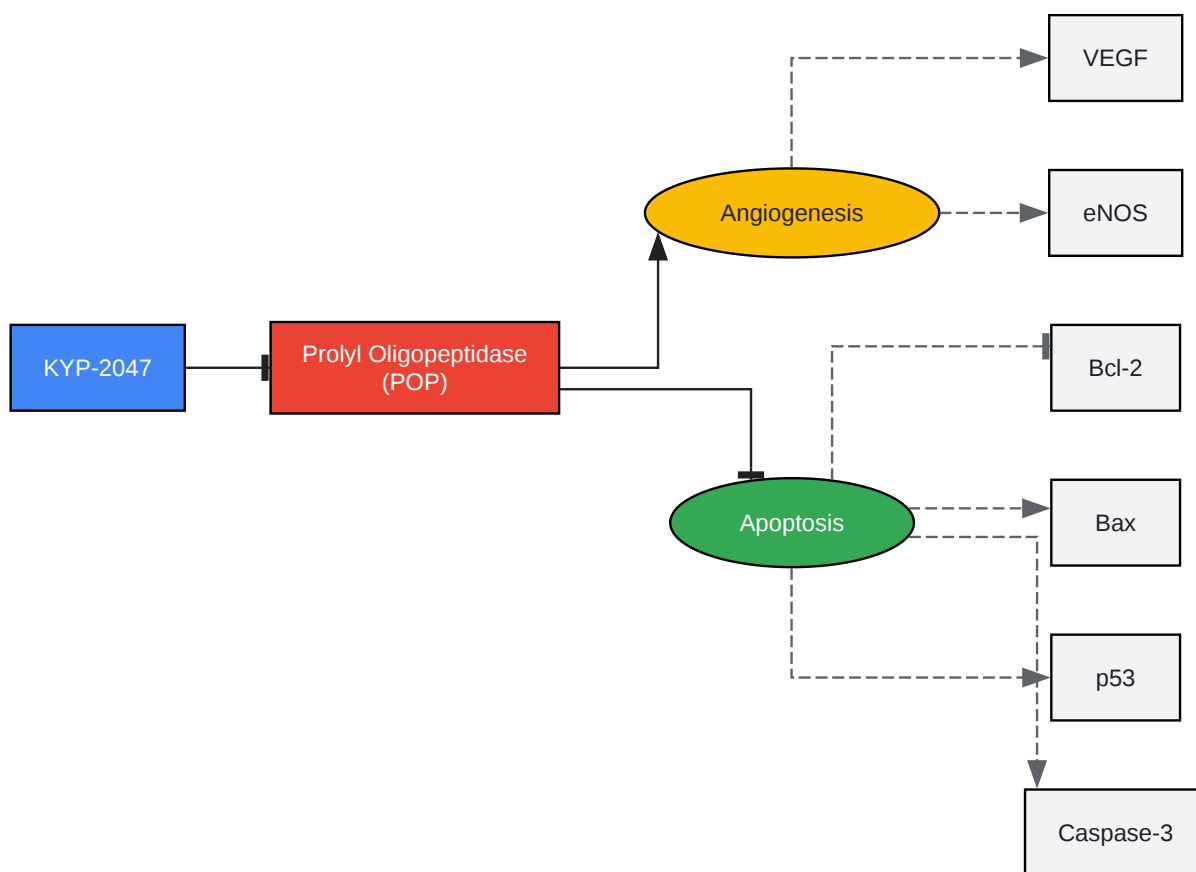 VEGF
Angiogenesis
eNOS
KYP-2047
Prolyl Oligopeptidase
(POP)
Bcl-2
Apoptosis
Bax
p53
Caspase-3